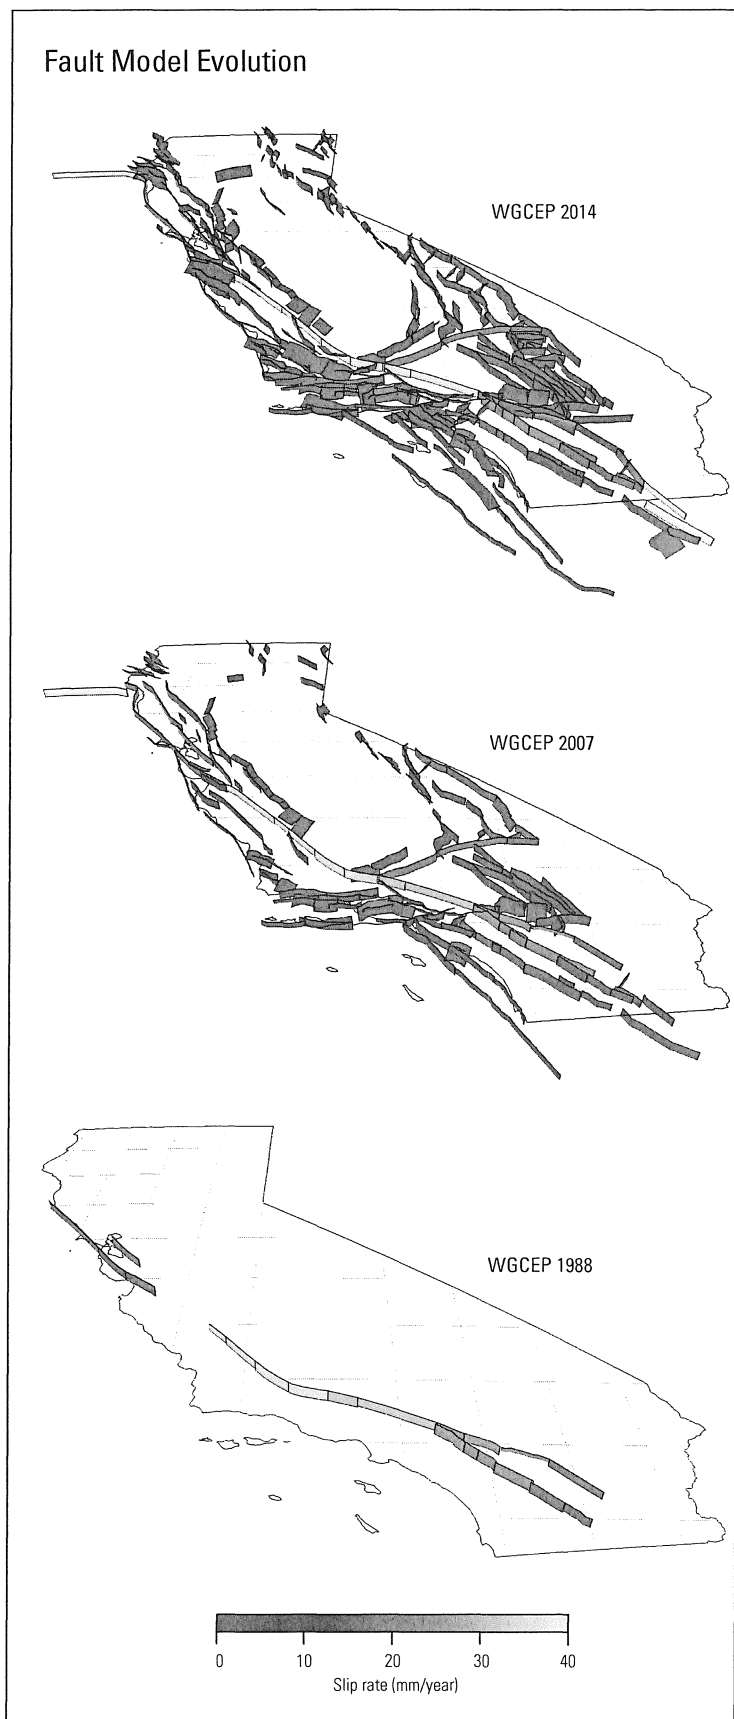 Fault Model Evolution
WGCEP 2014
WGCEP 2007
WGCEP 1988
0 10 20 30 40
Slip rate (mm/year)